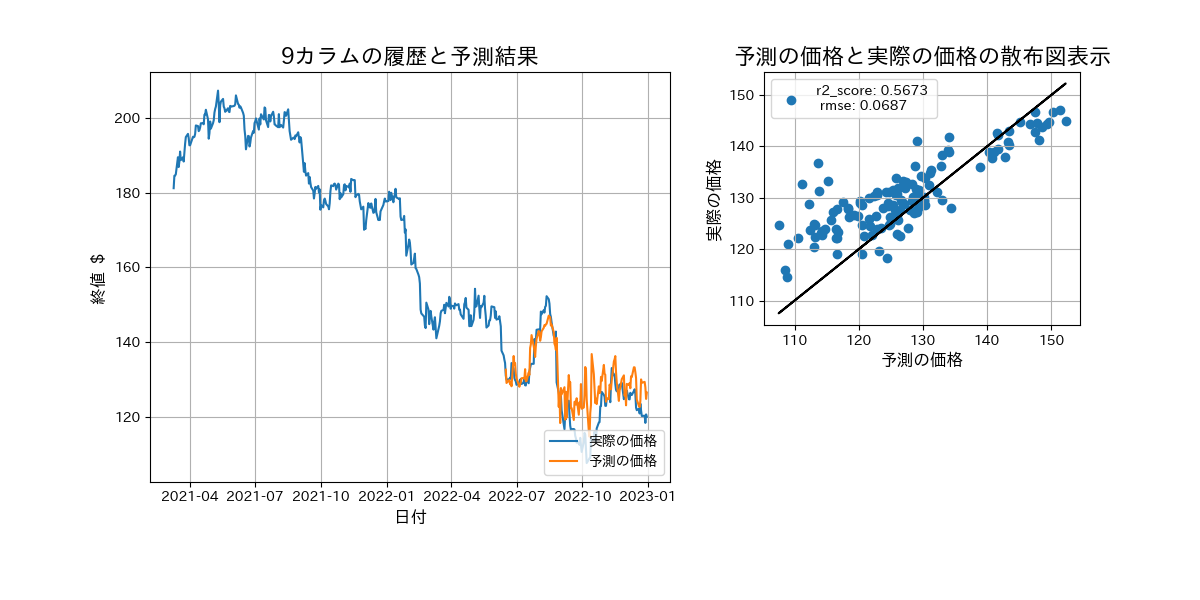 9カラムの履歴と予測結果
終値 $
200
180
160
140
120
2021-04 2021-07 2021-10 2022-01 2022-04 2022-07 2022-10 2023-01
日付
実際の価格
予測の価格
予測の価格と実際の価格の散布図表示
r2_score: 0.5673
rmse: 0.0687
実際の価格
150
140
130
120
110
110 120 130 140 150
予測の価格